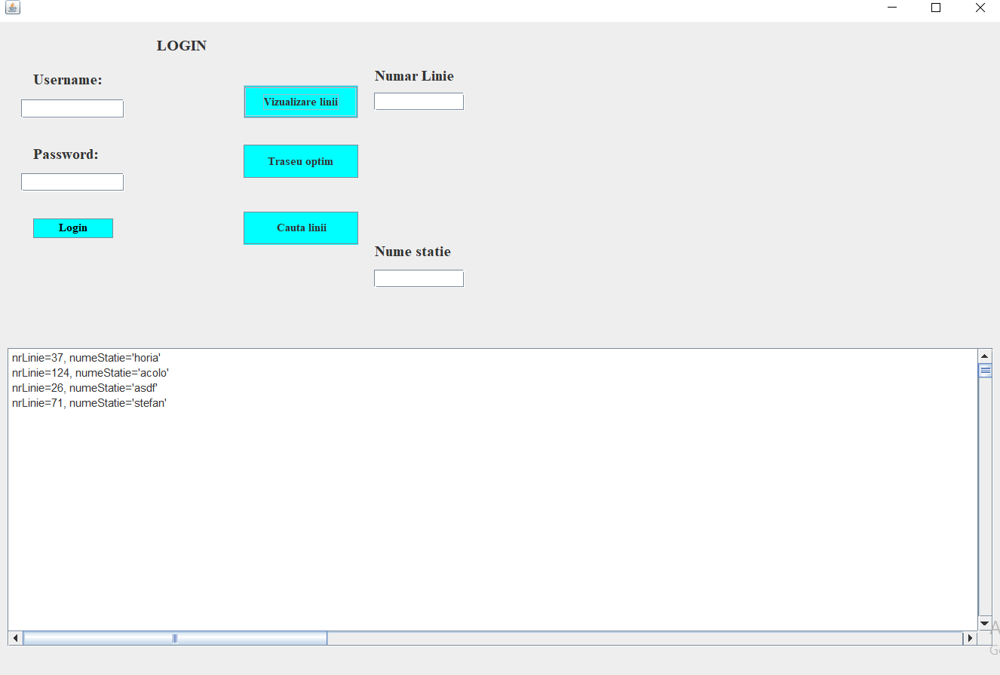 LOGIN
Username:
Password:
Login
Vizualizare linii
Traseu optim
Cauta linii
Numar Linie
Nume statie
nrLinie=37, numeStatie='horia'
nrLinie=124, numeStatie='acolo'
nrLinie=26, numeStatie='asdf'
nrLinie=71, numeStatie='stefan'